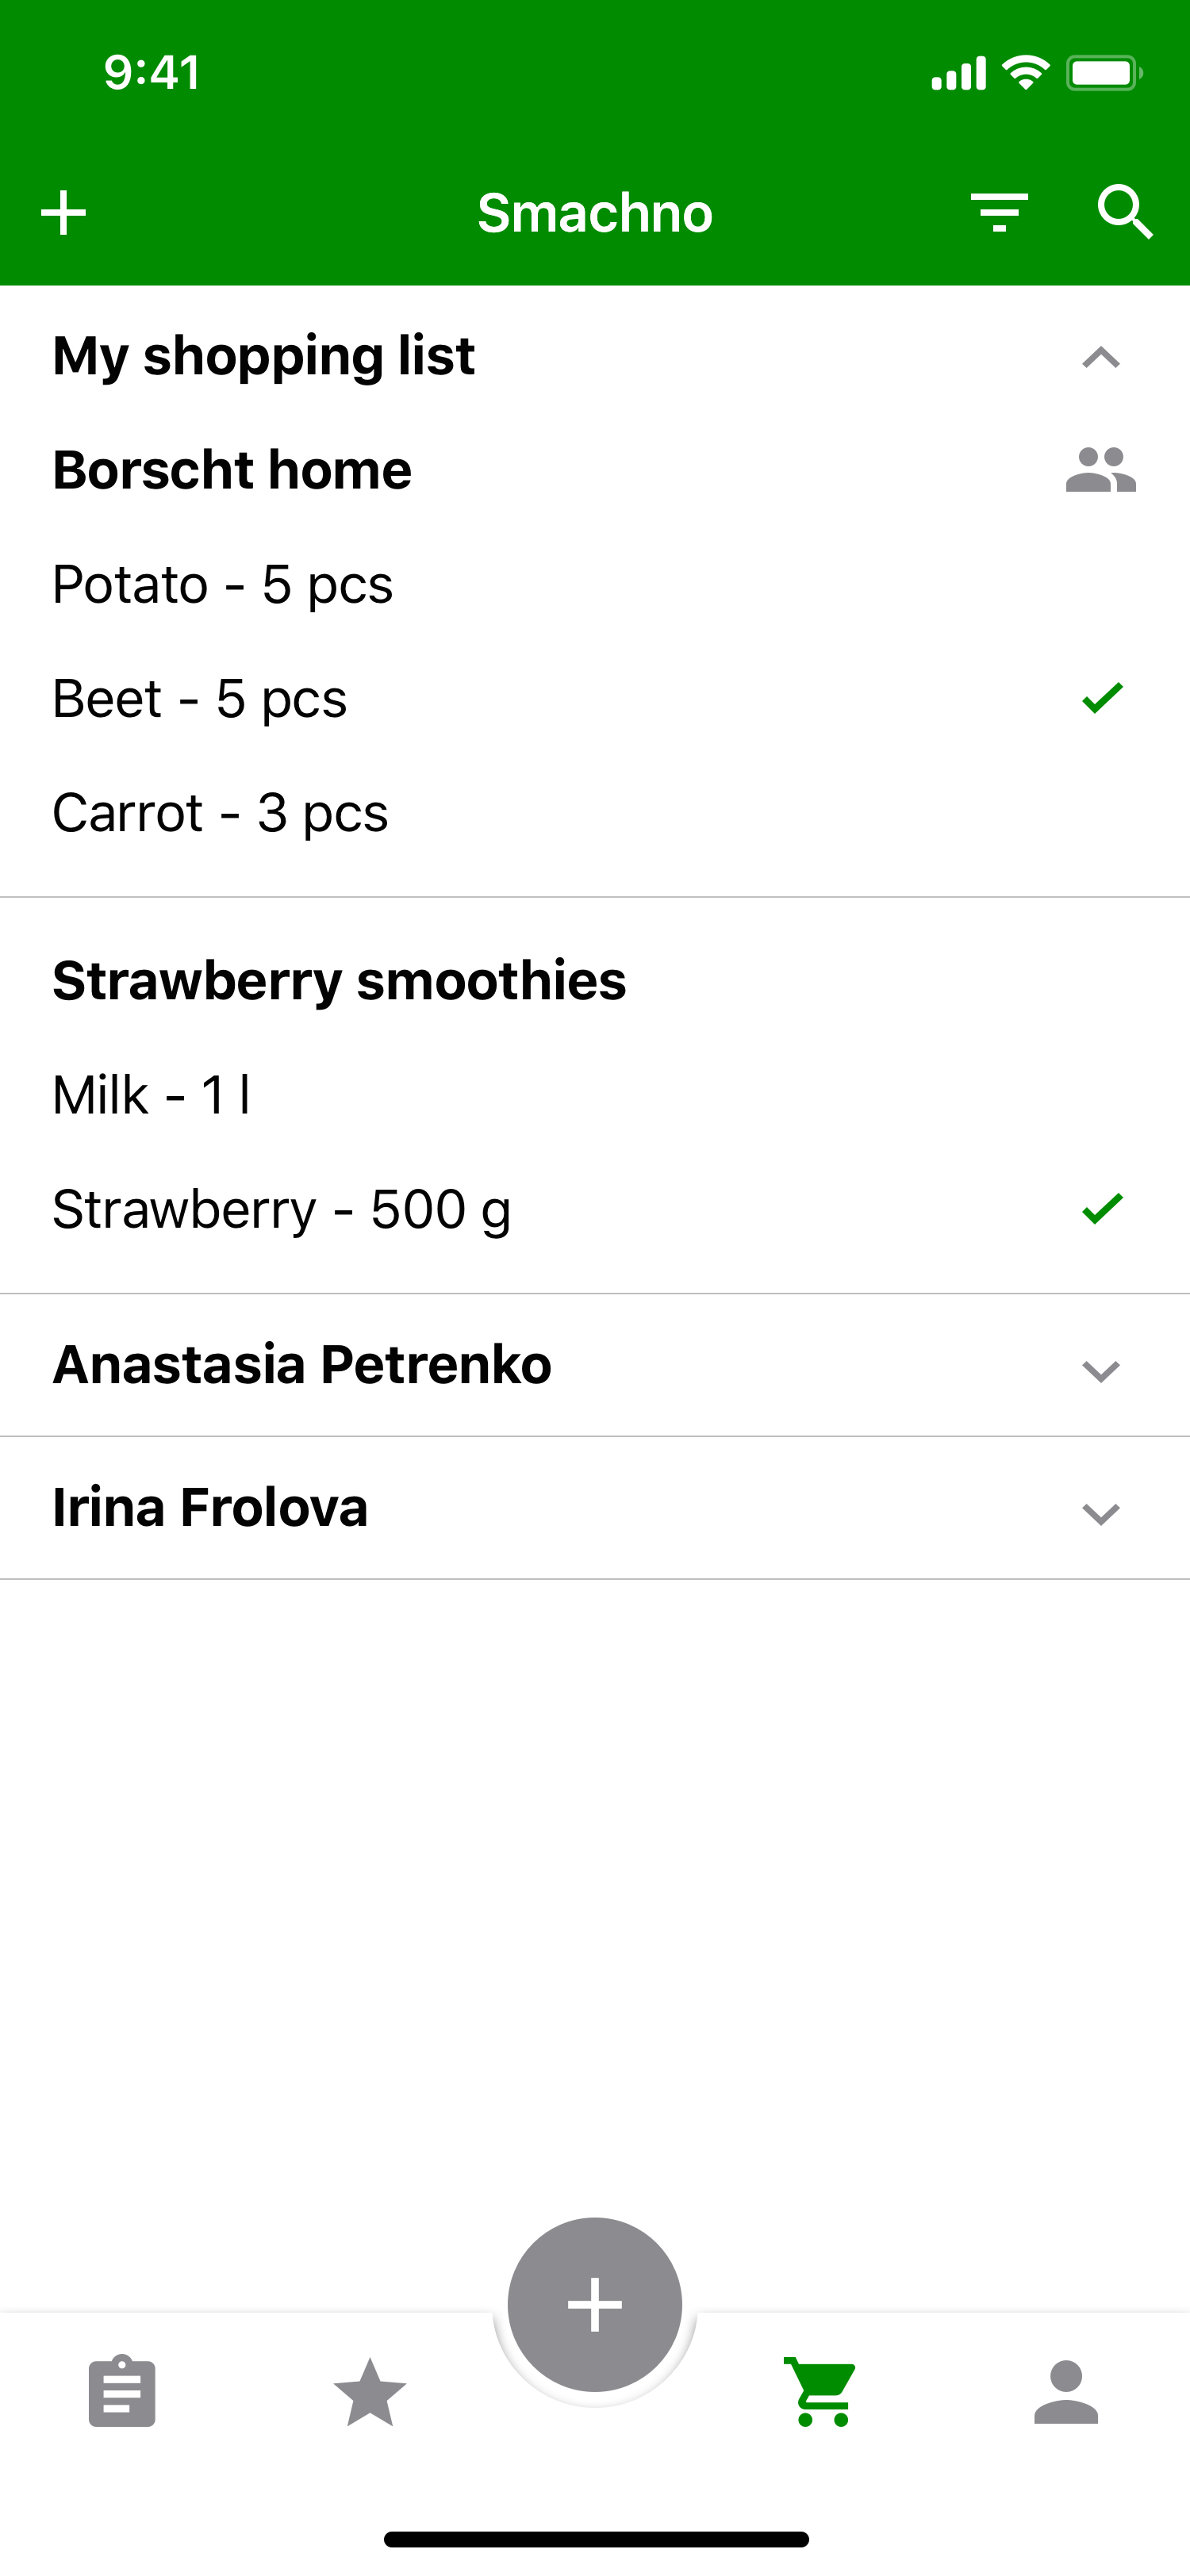 9:41
Smachno
My shopping list
Borscht home
Potato - 5 pcs
Beet - 5 pcs
Carrot - 3 pcs
Strawberry smoothies
Milk - 1 l
Strawberry - 500 g
Anastasia Petrenko
Irina Frolova